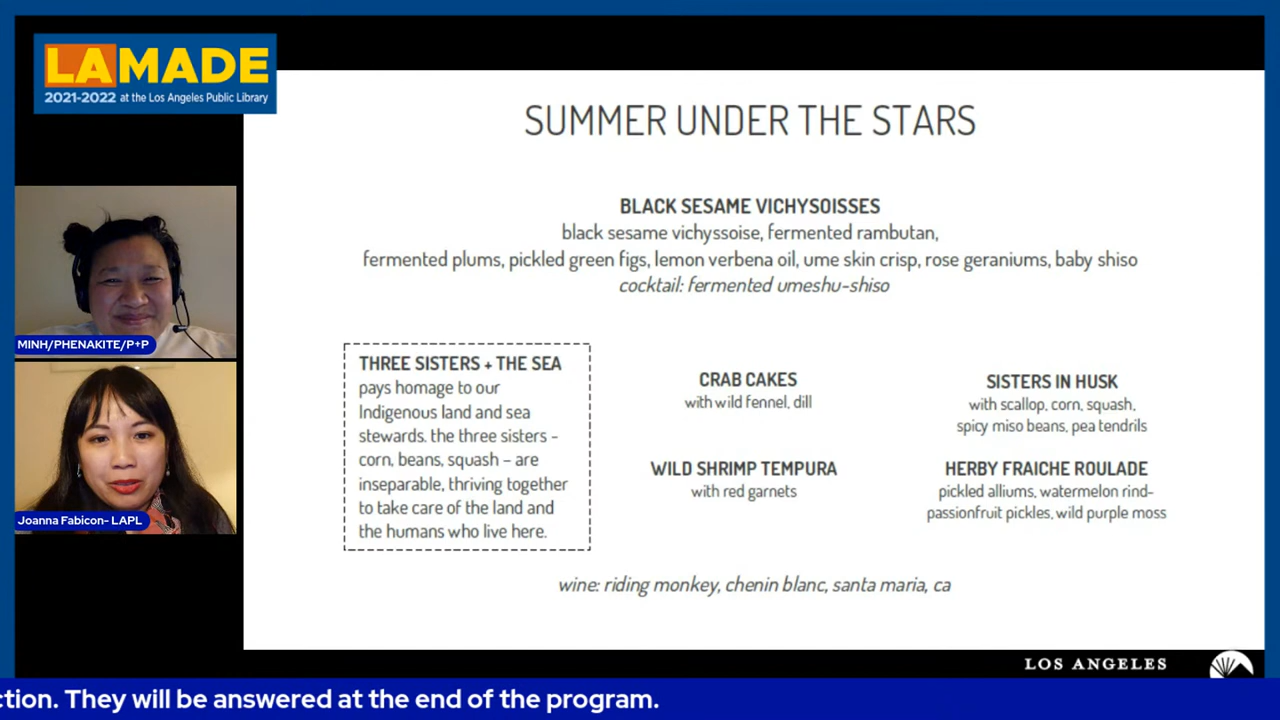 LAMADE
2021-2022 at the Los Angeles Public Library
SUMMER UNDER THE STARS
BLACK SESAME VICHYSOISSES
black sesame vichyssoise, fermented rambutan,
fermented plums, pickled green figs, lemon verbena oil, ume skin crisp, rose geraniums, baby shiso
cocktail: fermented umeshu-shiso
MINH/PHENAKITE/P+P
Joanna Fabicon- LAPL
THREE SISTERS + THE SEA
pays homage to our
Indigenous land and sea
stewards. the three sisters -
corn, beans, squash – are
inseparable, thriving together
to take care of the land and
the humans who live here.
CRAB CAKES
with wild fennel, dill
WILD SHRIMP TEMPURA
with red garnets
SISTERS IN HUSK
with scallop, corn, squash,
spicy miso beans, pea tendrils
HERBY FRAICHE ROULADE
pickled alliums, watermelon rind-
passionfruit pickles, wild purple moss
wine: riding monkey, chenin blanc, santa maria, ca
LOS ANGELES
ction. They will be answered at the end of the program.